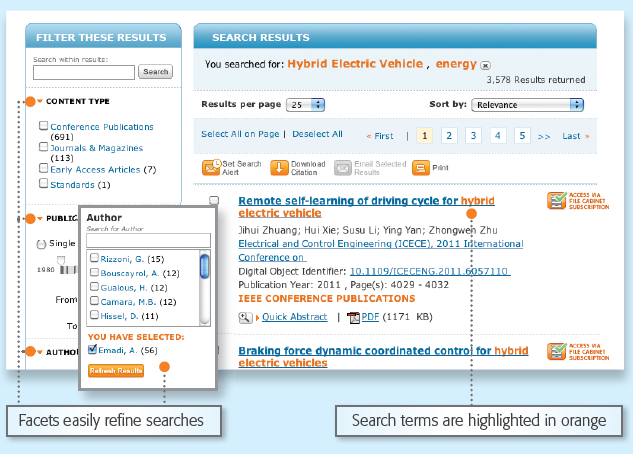 FILTER THESE RESULTS
Search within results:
Search
CONTENT TYPE
Conference Publications
(691)
Journals & Magazines
(113)
Early Access Articles (7)
Standards (1)
PUBLIC
Single
1980
From
To
AUTHO
Author
Search for Author
Rizzoni, G. (15)
Bouscayrol, A. (12)
Gualous, H. (12)
Camara, M.B. (12)
Hissel, D. (11)
YOU HAVE SELECTED:
Emadi, A. (56)
Refresh Results
SEARCH RESULTS
You searched for: Hybrid Electric Vehicle , energy
3,578 Results returned
Results per page 25 Sort by: Relevance
Select All on Page | Deselect All « First | 1 2 3 4 5 >> Last »
Set Search
Alert
Download
Citation
Email Selected
Results
Print
Remote self-learning of driving cycle for hybrid
electric vehicle
Jihui Zhuang; Hui Xie; Susu Li; Ying Yan; Zhongwen Zhu
Electrical and Control Engineering (ICECE), 2011 International
Conference on
Digital Object Identifier: 10.1109/ICECENG.2011.6057110
Publication Year: 2011 , Page(s): 4029 - 4032
IEEE CONFERENCE PUBLICATIONS
Quick Abstract | PDF (1171 KB)
ACCESS VIA
FILE CABINET
SUBSCRIPTION
Braking force dynamic coordinated control for hybrid
electric vehicles
ACCESS VIA
FILE CABINET
SUBSCRIPTION
Facets easily refine searches
Search terms are highlighted in orange